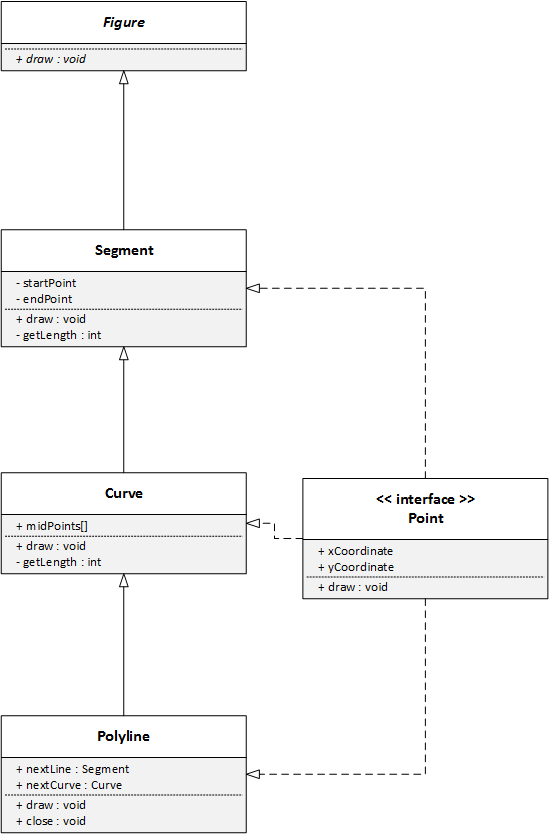 Figure
+ draw : void
Segment
- startPoint
- endPoint
+ draw : void
- getLength : int
Curve
+ midPoints[]
+ draw : void
- getLength : int
<< interface >>
Point
+ xCoordinate
+ yCoordinate
+ draw : void
Polyline
+ nextLine : Segment
+ nextCurve : Curve
+ draw : void
+ close : void